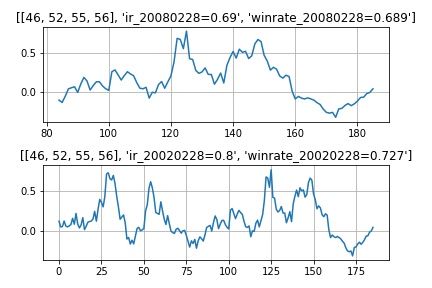 [[46, 52, 55, 56], 'ir_20080228=0.69', 'winrate_20080228=0.689']
0.5
0.0
80 100 120 140 160 180
[[46, 52, 55, 56], 'ir_20020228=0.8', 'winrate_20020228=0.727']
0.5
0.0
0 25 50 75 100 125 150 175